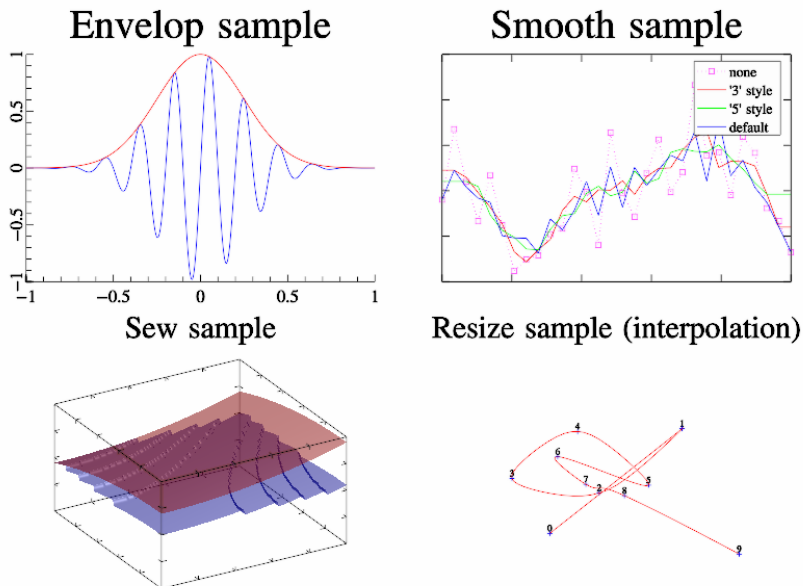 Envelop sample
Smooth sample
1
0.5
0
−0.5
−1
−1
−0.5
0
0.5
1
none
'3' style
'5' style
default
Sew sample
Resize sample (interpolation)
1
4
6
3
7
2
5
8
0
9